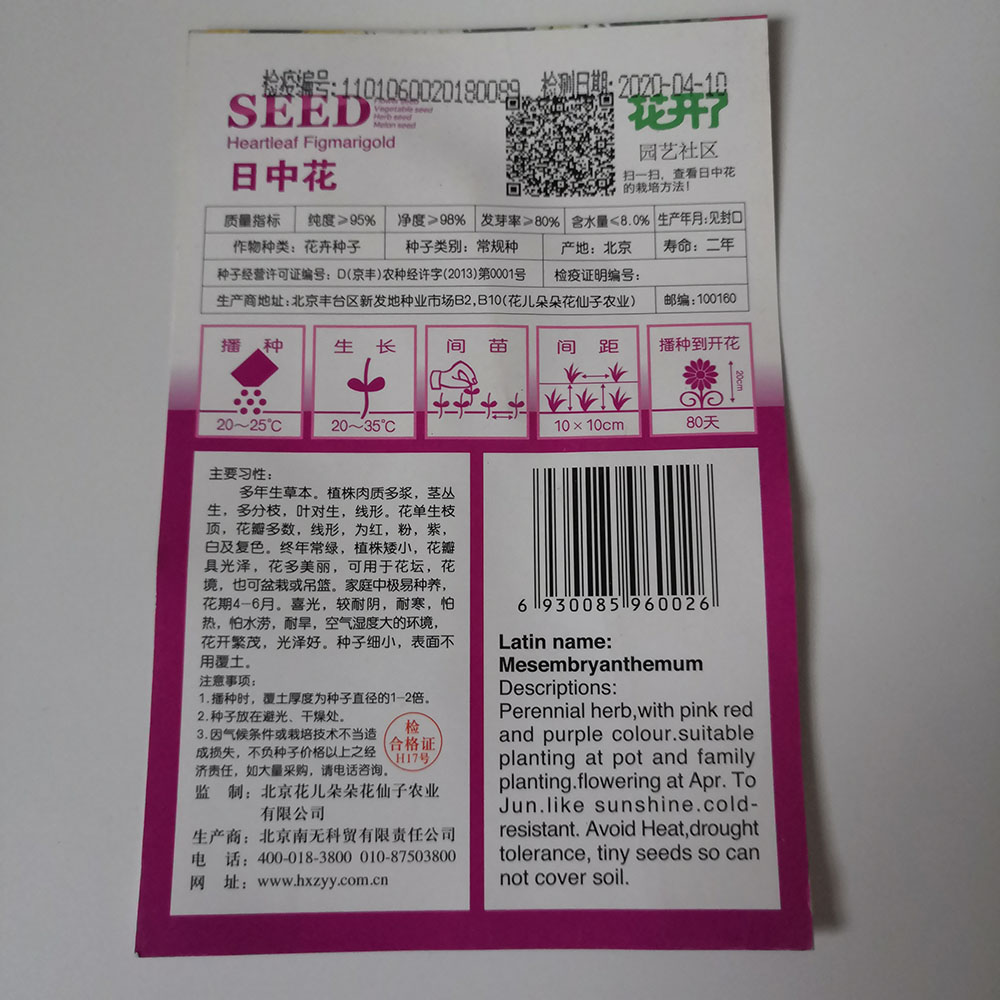 检疫编号:1101060020180099 检测日期:2020-04-10
SEED
Vegetable seed
Herb seed
Melon seed
花开了
Heartleaf Figmarigold
园艺社区
日中花
扫一扫，查看日中花
的栽培方法！
质量指标 纯度≥95% 净度≥98% 发芽率≥80% 含水量≤8.0% 生产年月:见封口
作物种类：花卉种子 种子类别：常规种 产地：北京 寿命：二年
种子经营许可证编号：D(京丰)农种经许字(2013)第0001号 检疫证明编号：
生产商地址:北京丰台区新发地种业市场B2,B10(花儿朵朵花仙子农业) 邮编:100160
播种 生长 间苗 间距 播种到开花
20cm
20～25℃ 20～35℃ 10×10cm 80天
主要习性：
多年生草本。植株肉质多浆，茎丛
生，多分枝，叶对生，线形。花单生枝
顶，花瓣多数，线形，为红，粉，紫，
白及复色。终年常绿，植株矮小，花瓣
具光泽，花多美丽，可用于花坛，花
境，也可盆栽或吊篮。家庭中极易种养，
花期4-6月。喜光，较耐阴，耐寒，怕
热，怕水涝，耐旱，空气湿度大的环境，
花开繁茂，光泽好。种子细小，表面不
用覆土。
注意事项：
1.播种时，覆土厚度为种子直径的1-2倍。
2.种子放在避光、干燥处。
3.因气候条件或栽培技术不当造
成损失，不负种子价格以上之经
济责任，如大量采购，请电话咨询。
检
合格证
H17号
监 制：北京花儿朵朵花仙子农业
有限公司
生产商：北京南无科贸有限责任公司
电 话：400-018-3800 010-87503800
网 址：www.hxzyy.com.cn
6 930085 960026
Latin name:
Mesembryanthemum
Descriptions:
Perennial herb,with pink red
and purple colour.suitable
planting at pot and family
planting.flowering at Apr. To
Jun.like sunshine.cold-
resistant. Avoid Heat,drought
tolerance, tiny seeds so can
not cover soil.